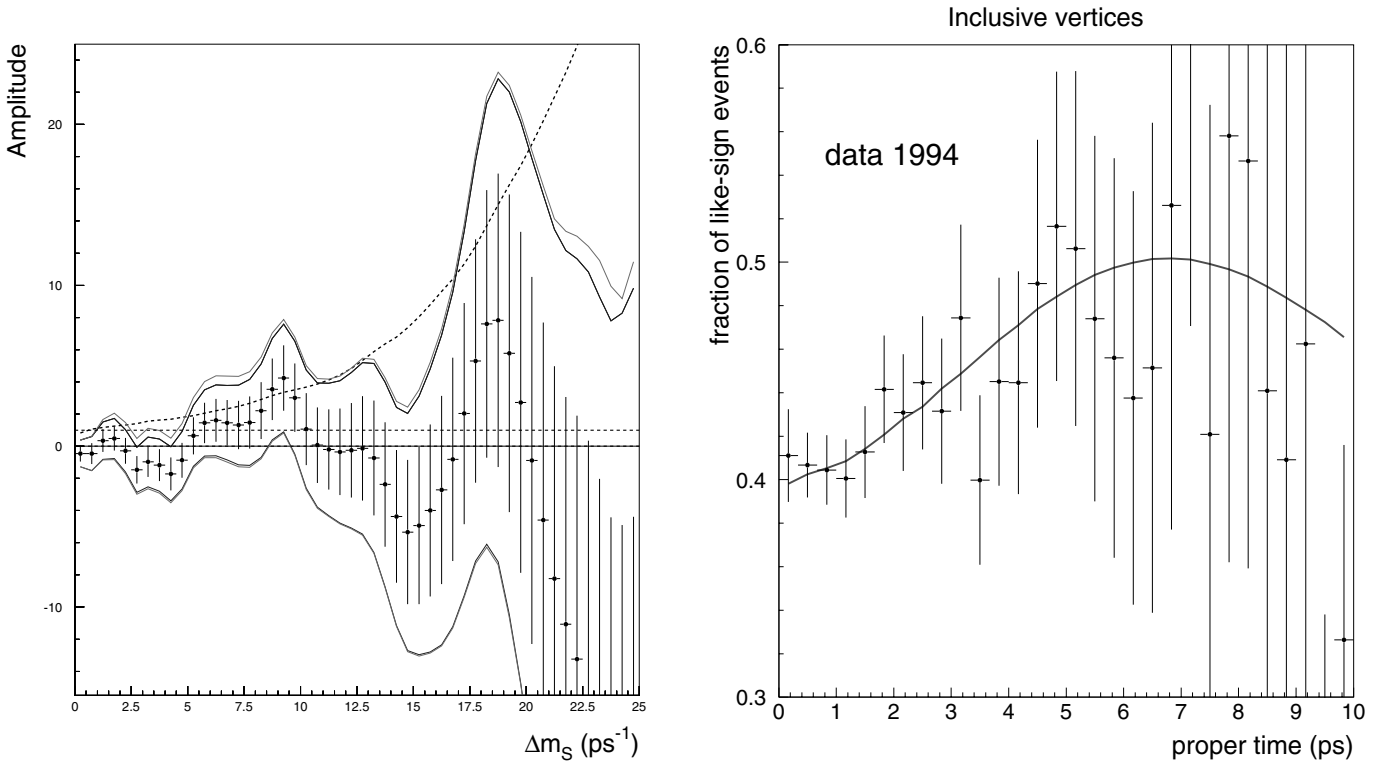 Amplitude
20
10
0
-10
0 2.5 5 7.5 10 12.5 15 17.5 20 22.5 25
Δm_S (ps⁻¹)
Inclusive vertices
fraction of like-sign events
0.6
data 1994
0.5
0.4
0.3
0 1 2 3 4 5 6 7 8 9 10
proper time (ps)